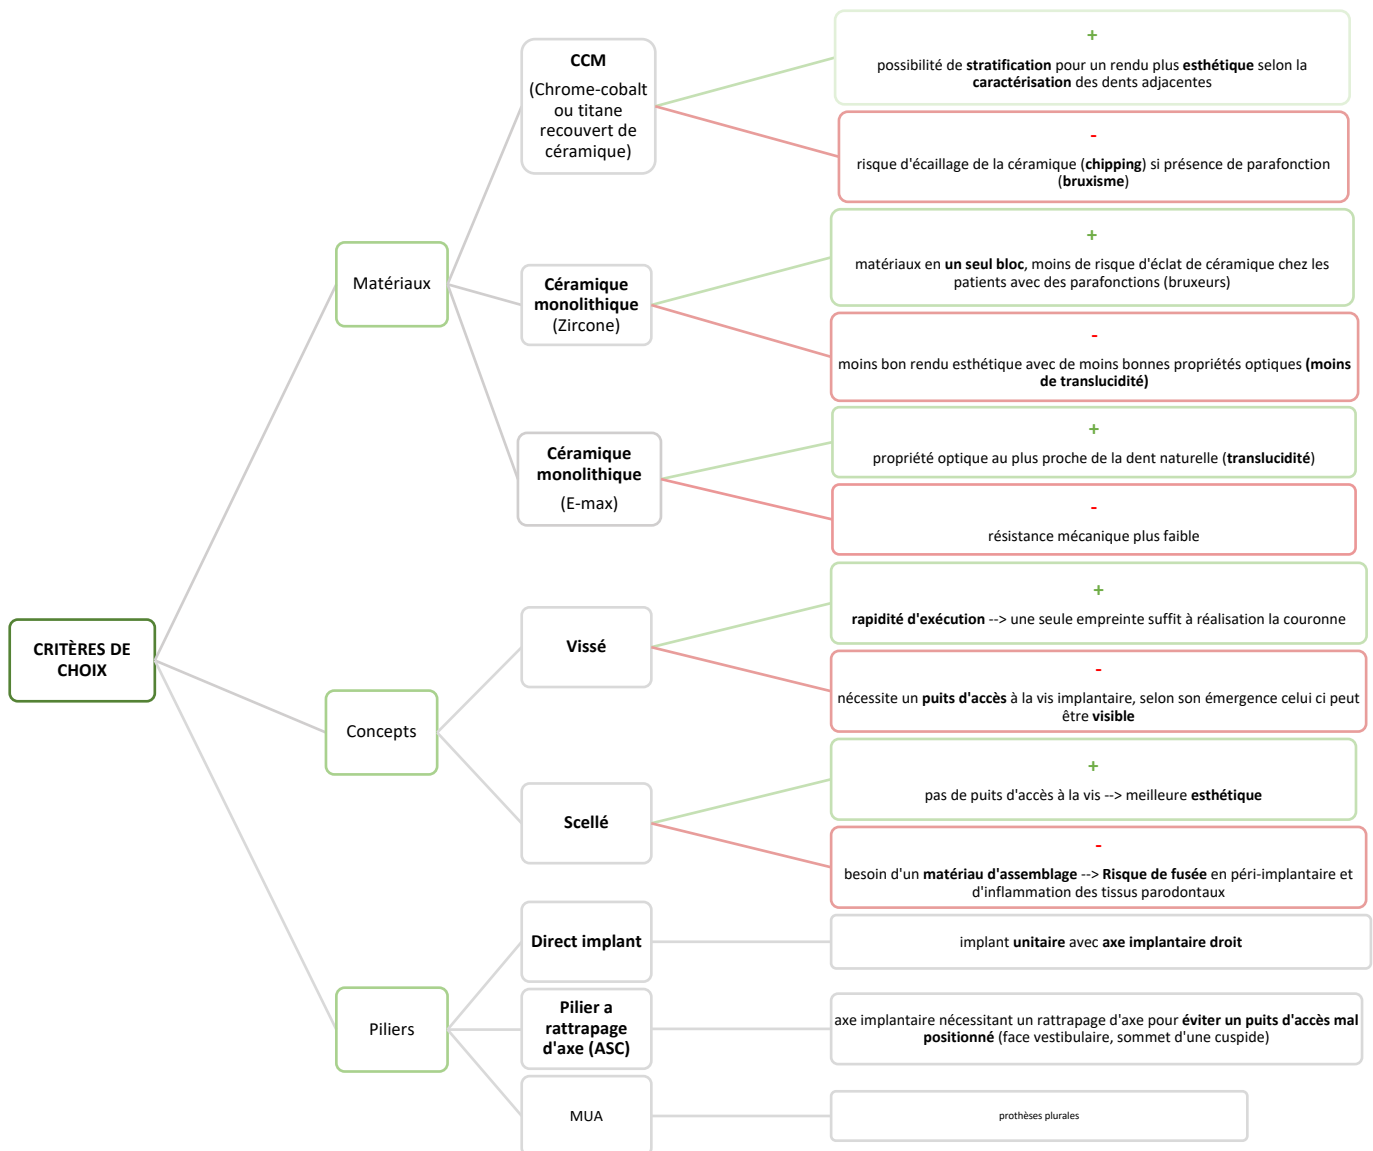 CRITÈRES DE
CHOIX
Matériaux
CCM
(Chrome-cobalt
ou titane
recouvert de
céramique)
+
possibilité de stratification pour un rendu plus esthétique selon la
caractérisation des dents adjacentes
-
risque d'écaillage de la céramique (chipping) si présence de parafonction
(bruxisme)
Céramique
monolithique
(Zircone)
+
matériaux en un seul bloc, moins de risque d'éclat de céramique chez les
patients avec des parafonctions (bruxeurs)
-
moins bon rendu esthétique avec de moins bonnes propriétés optiques (moins
de translucidité)
Céramique
monolithique
(E-max)
+
propriété optique au plus proche de la dent naturelle (translucidité)
-
résistance mécanique plus faible
Concepts
Vissé
+
rapidité d'exécution --> une seule empreinte suffit à réalisation la couronne
-
nécessite un puits d'accès à la vis implantaire, selon son émergence celui ci peut
être visible
Scellé
+
pas de puits d'accès à la vis --> meilleure esthétique
-
besoin d'un matériau d'assemblage --> Risque de fusée en péri-implantaire et
d'inflammation des tissus parodontaux
Piliers
Direct implant
implant unitaire avec axe implantaire droit
Pilier a
rattrapage
d'axe (ASC)
axe implantaire nécessitant un rattrapage d'axe pour éviter un puits d'accès mal
positionné (face vestibulaire, sommet d'une cuspide)
MUA
prothèses plurales